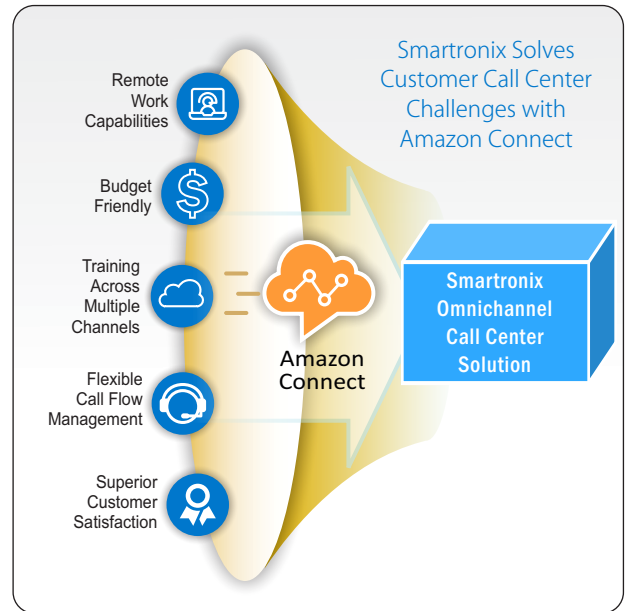 Smartronix Solves
Customer Call Center
Challenges with
Amazon Connect
Remote
Work
Capabilities
Budget
Friendly
Training
Across
Multiple
Channels
Flexible
Call Flow
Management
Superior
Customer
Satisfaction
$
Amazon
Connect
Smartronix
Omnichannel
Call Center
Solution